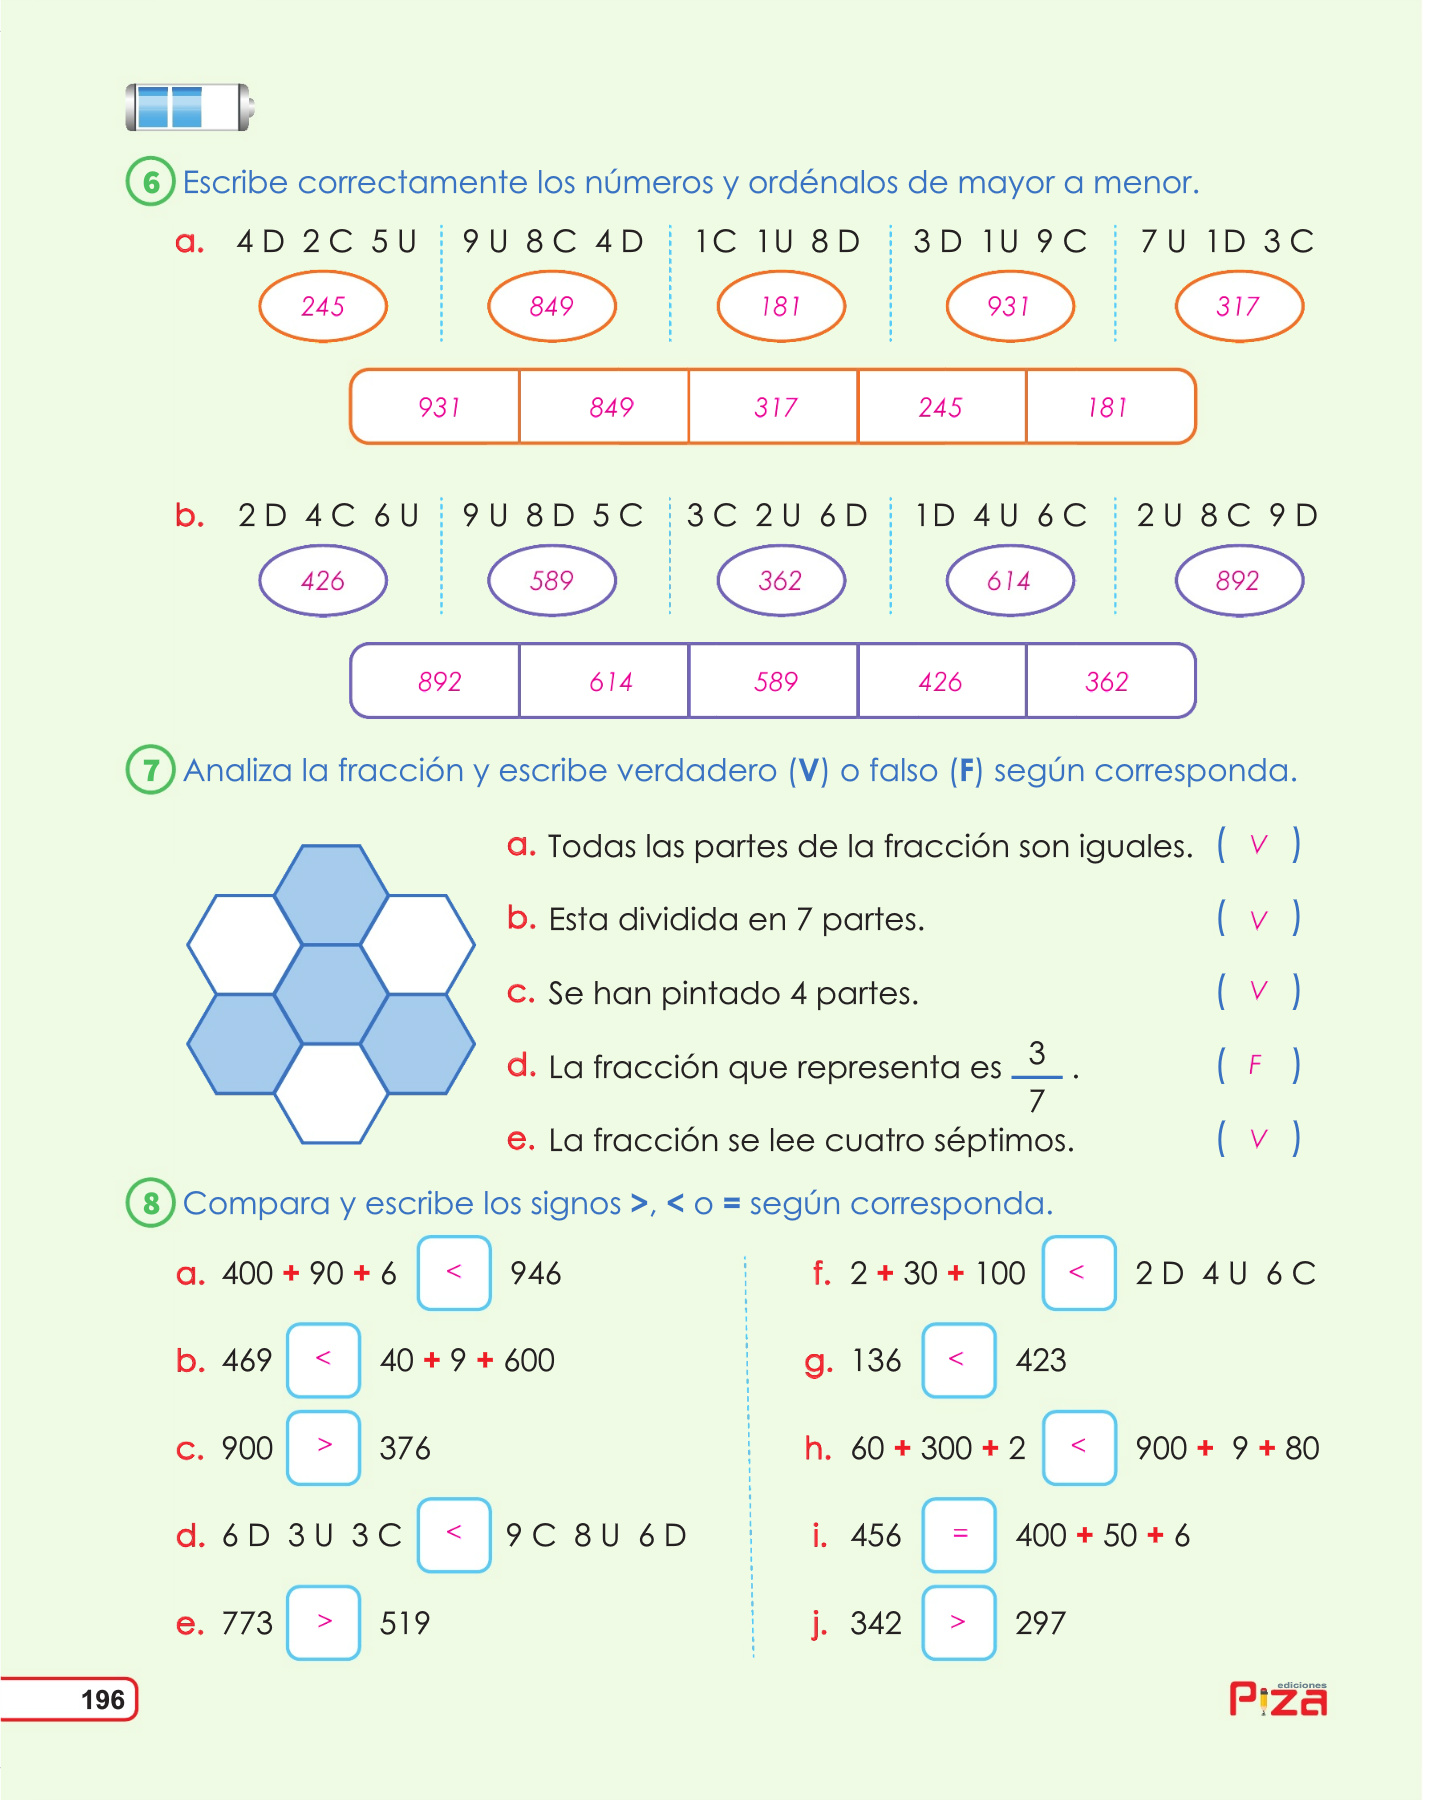 6 Escribe correctamente los números y ordénalos de mayor a menor.
a. 4 D 2 C 5 U 9 U 8 C 4 D 1 C 1 U 8 D 3 D 1 U 9 C 7 U 1 D 3 C
245 849 181 931 317
931 849 317 245 181
b. 2 D 4 C 6 U 9 U 8 D 5 C 3 C 2 U 6 D 1 D 4 U 6 C 2 U 8 C 9 D
426 589 362 614 892
892 614 589 426 362
7 Analiza la fracción y escribe verdadero (V) o falso (F) según corresponda.
a. Todas las partes de la fracción son iguales. ( V )
b. Esta dividida en 7 partes. ( V )
c. Se han pintado 4 partes. ( V )
d. La fracción que representa es 3/7 . ( F )
e. La fracción se lee cuatro séptimos. ( V )
8 Compara y escribe los signos >, < o = según corresponda.
a. 400 + 90 + 6 < 946
b. 469 < 40 + 9 + 600
c. 900 > 376
d. 6 D 3 U 3 C < 9 C 8 U 6 D
e. 773 > 519
f. 2 + 30 + 100 < 2 D 4 U 6 C
g. 136 < 423
h. 60 + 300 + 2 < 900 + 9 + 80
i. 456 = 400 + 50 + 6
j. 342 > 297
196
ediciones
Piza